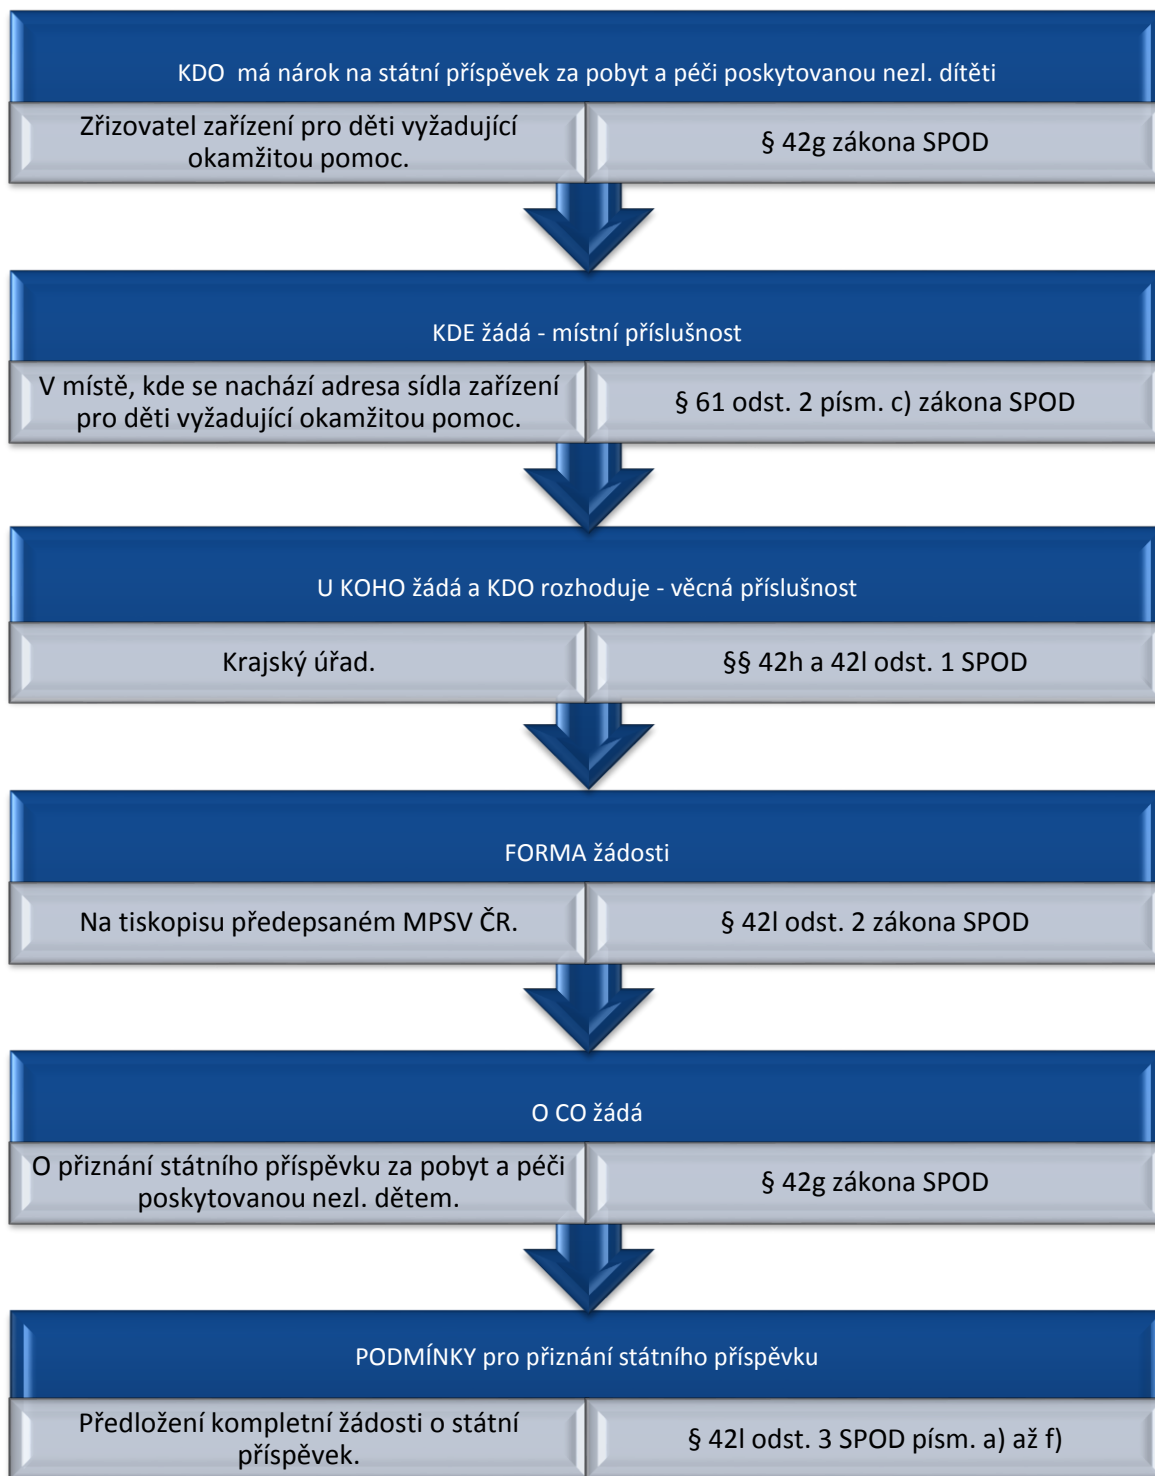 KDO  má nárok na státní příspěvek za pobyt a péči poskytovanou nezl. dítěti
Zřizovatel zařízení pro děti vyžadující
okamžitou pomoc.
§ 42g zákona SPOD
KDE žádá - místní příslušnost
V místě, kde se nachází adresa sídla zařízení
pro děti vyžadující okamžitou pomoc.
§ 61 odst. 2 písm. c) zákona SPOD
U KOHO žádá a KDO rozhoduje - věcná příslušnost
Krajský úřad.
§§ 42h a 42l odst. 1 SPOD
FORMA žádosti
Na tiskopisu předepsaném MPSV ČR.
§ 42l odst. 2 zákona SPOD
O CO žádá
O přiznání státního příspěvku za pobyt a péči
poskytovanou nezl. dětem.
§ 42g zákona SPOD
PODMÍNKY pro přiznání státního příspěvku
Předložení kompletní žádosti o státní
příspěvek.
§ 42l odst. 3 SPOD písm. a) až f)